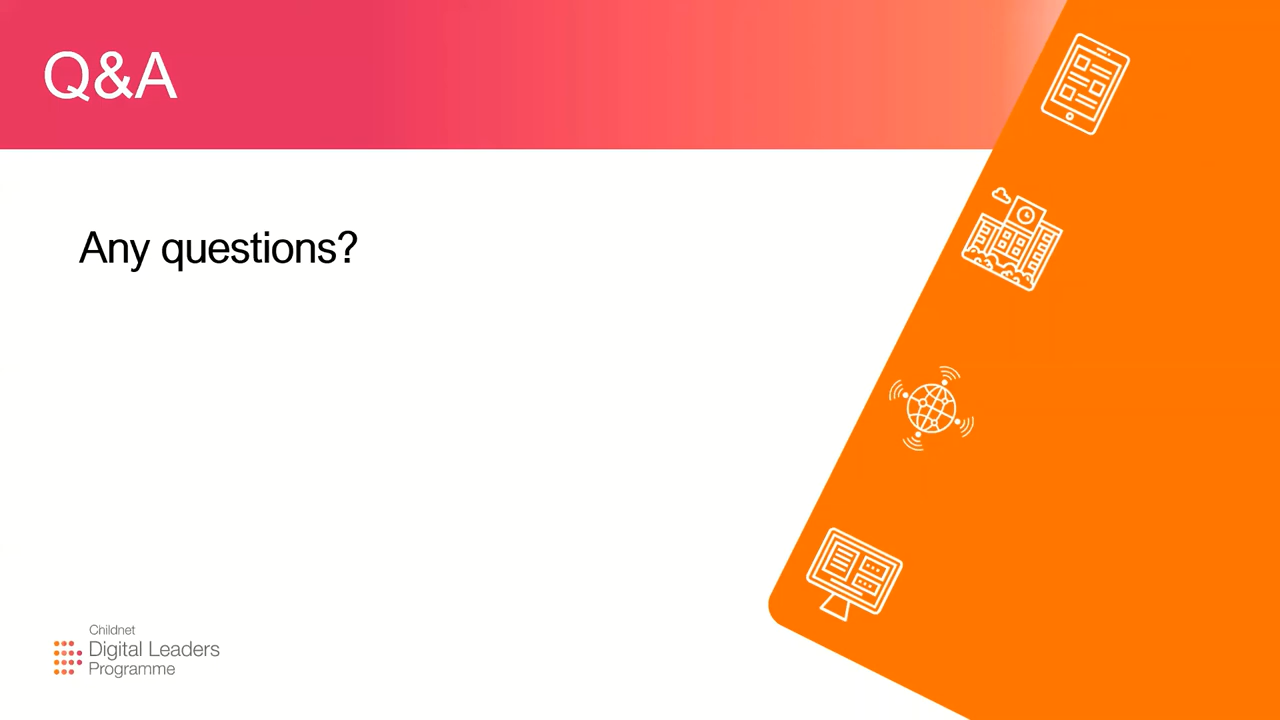 Q&A
Any questions?
Childnet
Digital Leaders
Programme